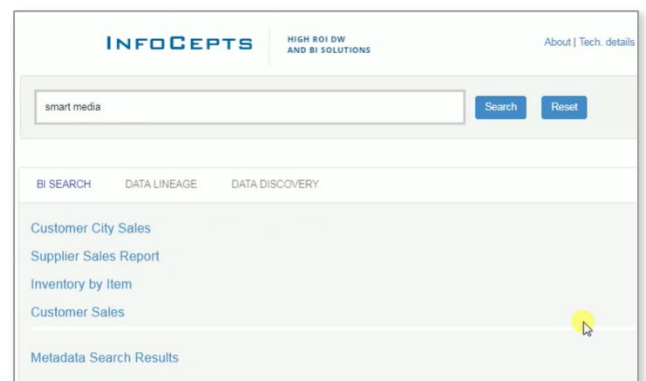 INFOCEPTS
HIGH ROI DW
AND BI SOLUTIONS
About | Tech. details
smart media
Search
Reset
BI SEARCH
DATA LINEAGE
DATA DISCOVERY
Customer City Sales
Supplier Sales Report
Inventory by Item
Customer Sales
Metadata Search Results